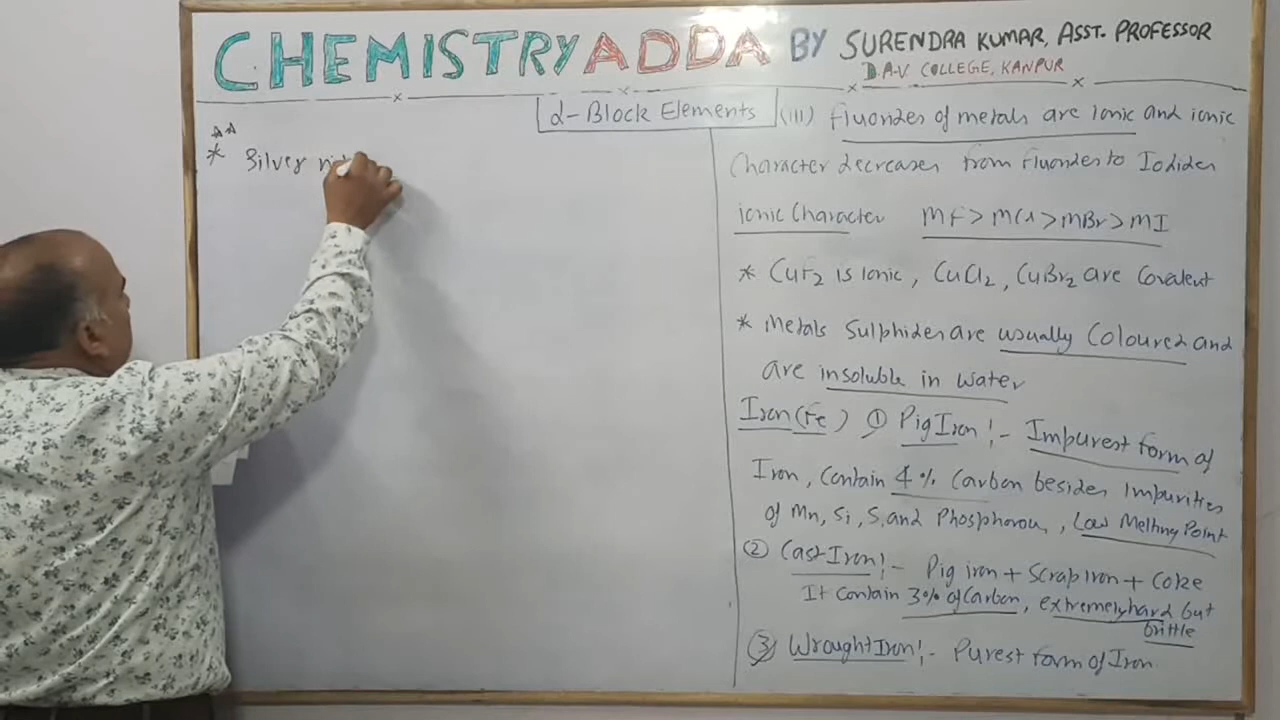 CHEMISTRY ADDA BY SURENDRA KUMAR, ASST. PROFESSOR
D.A.V. COLLEGE, KANPUR
d-Block Elements
* Silver
(III) Fluorides of metals are Ionic and ionic
Character decreases from Fluorides to Iodides
ionic Character MF > MCl > MBr > MI
* CuF2 is Ionic, CuCl2, CuBr2 are Covalent
* Metals Sulphides are usually Coloured and
are insoluble in water
Iron (Fe) ① Pig Iron :- Impurest form of
Iron, Contain 4% Carbon besides Impurities
of Mn, Si, S, and Phosphorous, Low Melting Point
② Cast Iron :- Pig iron + Scrap Iron + Coke
It Contain 3% of Carbon, extremely hard but
brittle
③ Wrought Iron :- Purest form of Iron